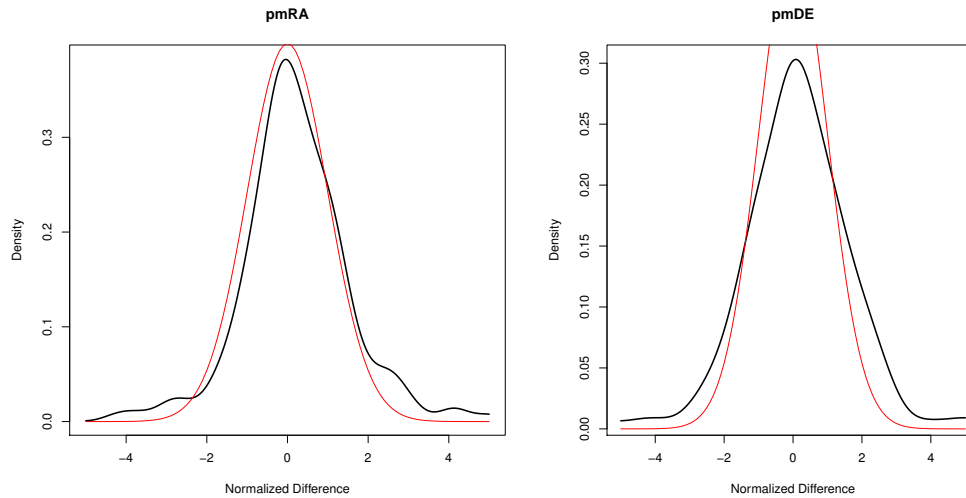 pmRA
Density
0.0 0.1 0.2 0.3
−4 −2 0 2 4
Normalized Difference
pmDE
Density
0.00 0.05 0.10 0.15 0.20 0.25 0.30
−4 −2 0 2 4
Normalized Difference